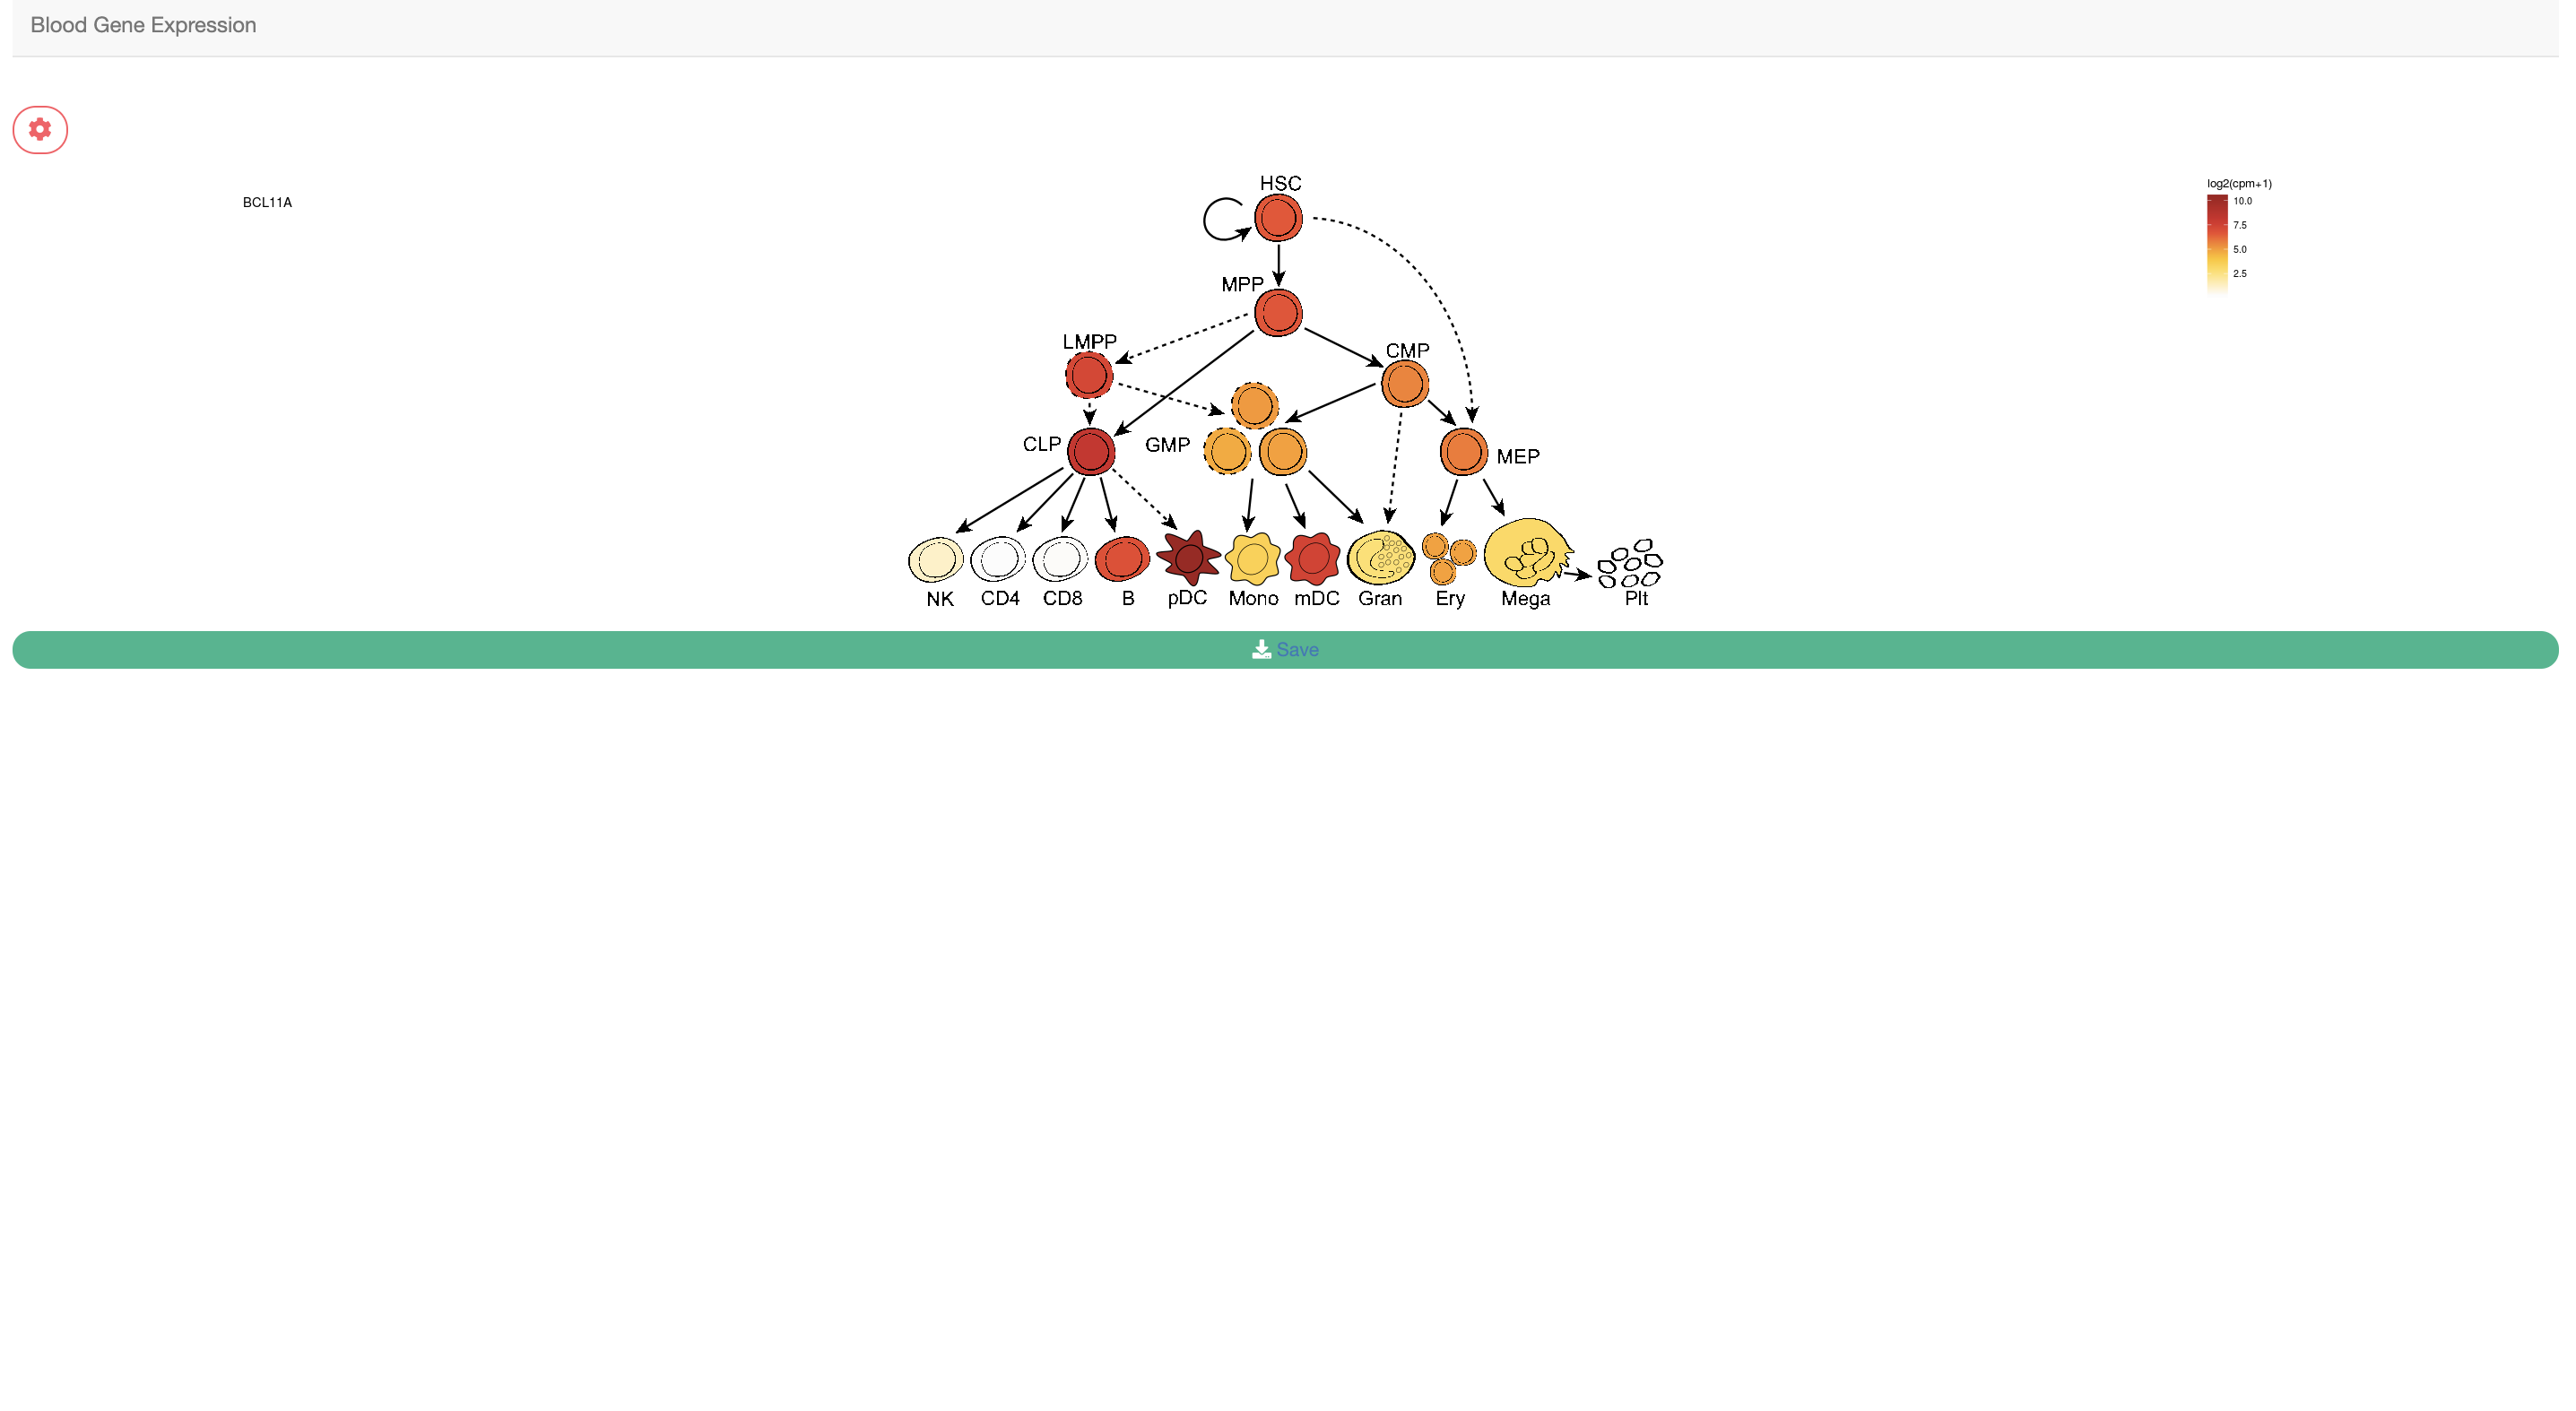 Blood Gene Expression
BCL11A
HSC
log2(cpm+1)
10.0
7.5
5.0
2.5
MPP
LMPP
CMP
CLP
GMP
MEP
NK CD4 CD8 B pDC Mono mDC Gran Ery Mega Plt
Save